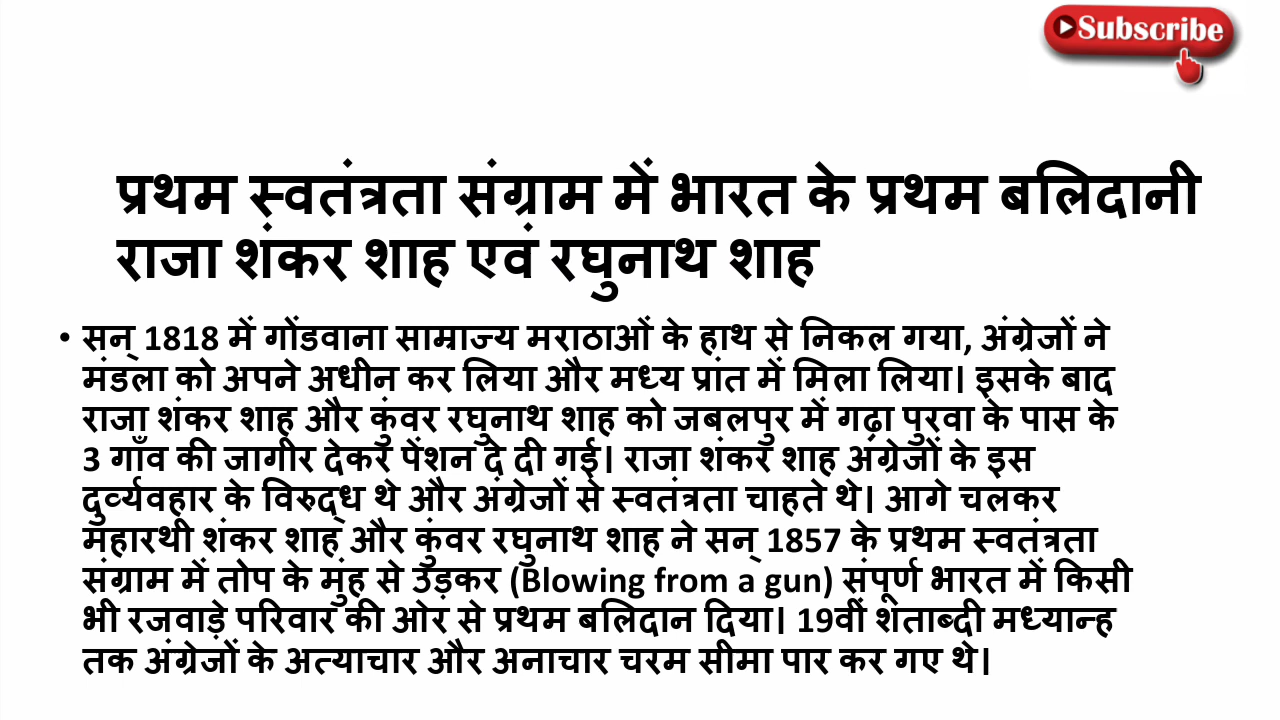 Subscribe
प्रथम स्वतंत्रता संग्राम में भारत के प्रथम बलिदानी
राजा शंकर शाह एवं रघुनाथ शाह
• सन् 1818 में गोंडवाना साम्राज्य मराठाओं के हाथ से निकल गया, अंग्रेजों ने
मंडला को अपने अधीन कर लिया और मध्य प्रांत में मिला लिया। इसके बाद
राजा शंकर शाह और कुंवर रघुनाथ शाह को जबलपुर में गढ़ा पुरवा के पास के
3 गाँव की जागीर देकर पेंशन दे दी गई। राजा शंकर शाह अंग्रेजों के इस
दुर्व्यवहार के विरुद्ध थे और अंग्रेजों से स्वतंत्रता चाहते थे। आगे चलकर
महारथी शंकर शाह और कुंवर रघुनाथ शाह ने सन् 1857 के प्रथम स्वतंत्रता
संग्राम में तोप के मुंह से उड़कर (Blowing from a gun) संपूर्ण भारत में किसी
भी रजवाड़े परिवार की ओर से प्रथम बलिदान दिया। 19वीं शताब्दी मध्यान्ह
तक अंग्रेजों के अत्याचार और अनाचार चरम सीमा पार कर गए थे।